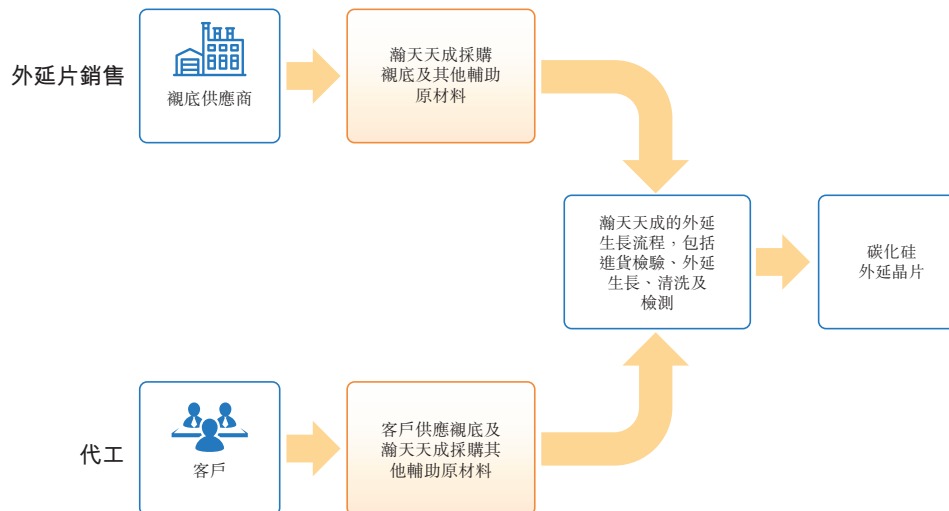 外延片銷售
襯底供應商
瀚天天成採購
襯底及其他輔助
原材料
瀚天天成的外延
生長流程，包括
進貨檢驗、外延
生長、清洗及
檢測
碳化硅
外延晶片
代工
客戶
客戶供應襯底及
瀚天天成採購其
他輔助原材料